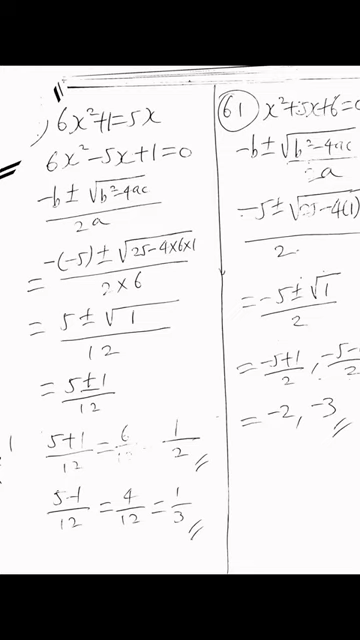 ) 6x²+1=5x
6x²-5x+1=0
-b±√b²-4ac
2a
= -(-5)±√25-4×6×1
2×6
= 5±√1
12
= 5±1
12
5+1/12 = 6/ 1/2
5-1/12 = 4/12 = 1/3
61 x²+5x+6=0
-b±√b²-4ac
2a
-5±√25-4(1)
2
= -5±√1
2
= -5+1/2, -5-
= -2, -3